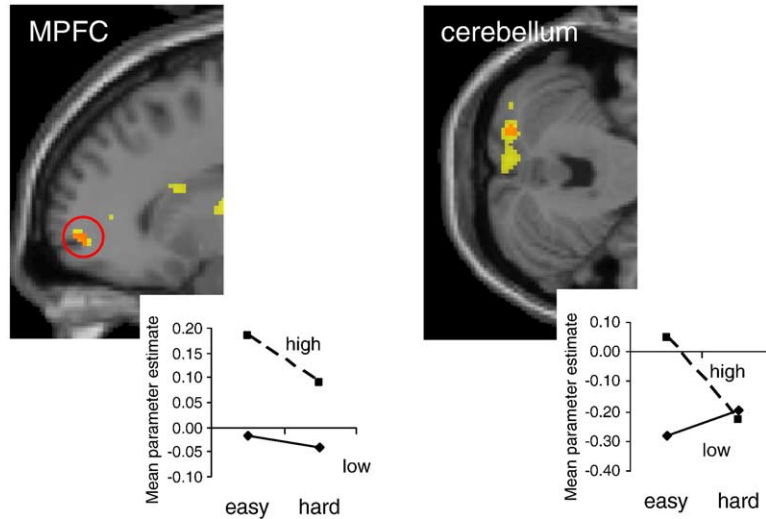 MPFC
cerebellum
Mean parameter estimate
0.20
0.15
0.10
0.05
0.00
-0.05
-0.10
high
low
easy hard
Mean parameter estimate
0.10
0.00
-0.10
-0.20
-0.30
-0.40
high
low
easy hard